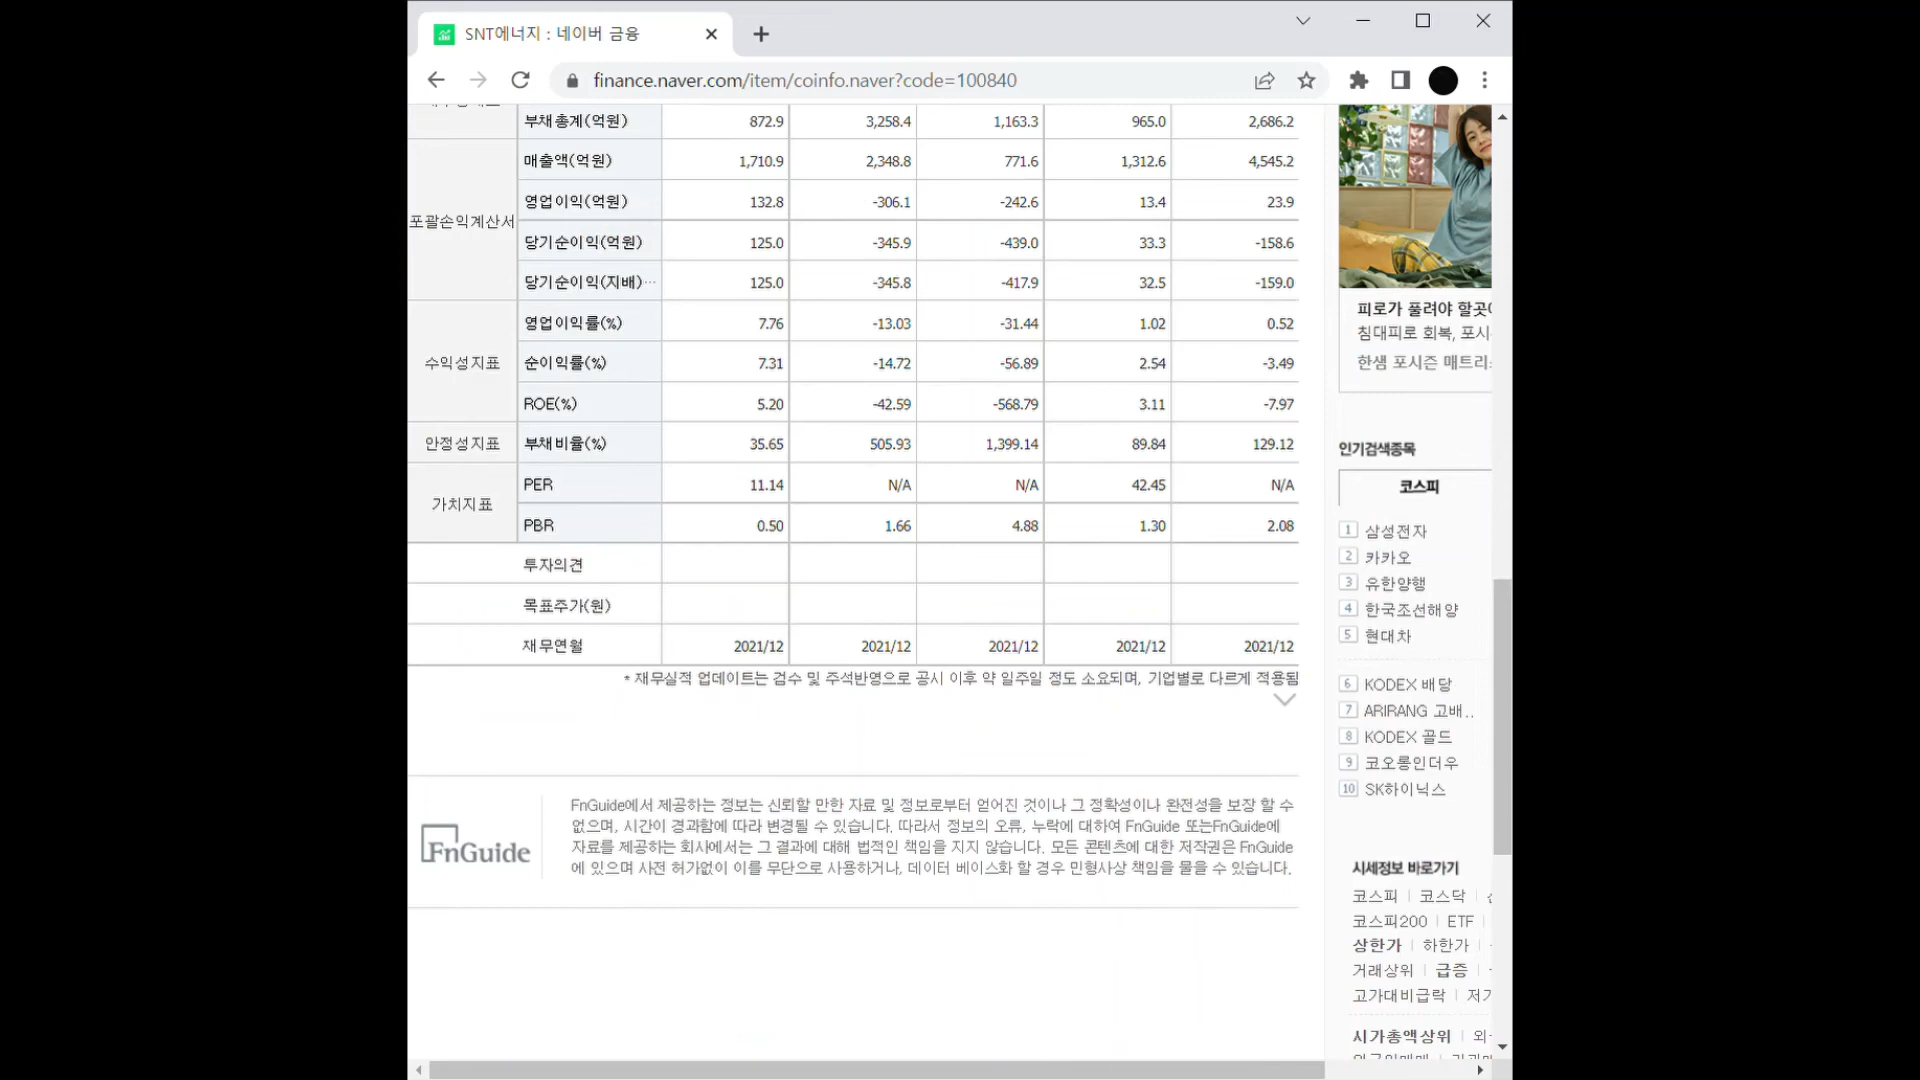 SNT에너지 : 네이버 금융
finance.naver.com/item/coinfo.naver?code=100840
부채총계(억원) 872.9 3,258.4 1,163.3 965.0 2,686.2
포괄손익계산서
매출액(억원) 1,710.9 2,348.8 771.6 1,312.6 4,545.2
영업이익(억원) 132.8 -306.1 -242.6 13.4 23.9
당기순이익(억원) 125.0 -345.9 -439.0 33.3 -158.6
당기순이익(지배)··· 125.0 -345.8 -417.9 32.5 -159.0
수익성지표
영업이익률(%) 7.76 -13.03 -31.44 1.02 0.52
순이익률(%) 7.31 -14.72 -56.89 2.54 -3.49
ROE(%) 5.20 -42.59 -568.79 3.11 -7.97
안정성지표 부채비율(%) 35.65 505.93 1,399.14 89.84 129.12
가치지표
PER 11.14 N/A N/A 42.45 N/A
PBR 0.50 1.66 4.88 1.30 2.08
투자의견
목표주가(원)
재무연월 2021/12 2021/12 2021/12 2021/12 2021/12
* 재무실적 업데이트는 검수 및 주석반영으로 공시 이후 약 일주일 정도 소요되며, 기업별로 다르게 적용됨
FnGuide
FnGuide에서 제공하는 정보는 신뢰할 만한 자료 및 정보로부터 얻어진 것이나 그 정확성이나 완전성을 보장 할 수
없으며, 시간이 경과함에 따라 변경될 수 있습니다. 따라서 정보의 오류, 누락에 대하여 FnGuide 또는FnGuide에
자료를 제공하는 회사에서는 그 결과에 대해 법적인 책임을 지지 않습니다. 모든 콘텐츠에 대한 저작권은 FnGuide
에 있으며 사전 허가없이 이를 무단으로 사용하거나, 데이터 베이스화 할 경우 민형사상 책임을 물을 수 있습니다.
피로가 풀려야 할곳
침대피로 회복, 포시
한샘 포시즌 매트리
인기검색종목
코스피
1 삼성전자
2 카카오
3 유한양행
4 한국조선해양
5 현대차
6 KODEX 배당
7 ARIRANG 고배..
8 KODEX 골드
9 코오롱인더우
10 SK하이닉스
시세정보 바로가기
코스피 코스닥
코스피200 ETF
상한가 하한가
거래상위 급증
고가대비급락 저가
시가총액상위 외